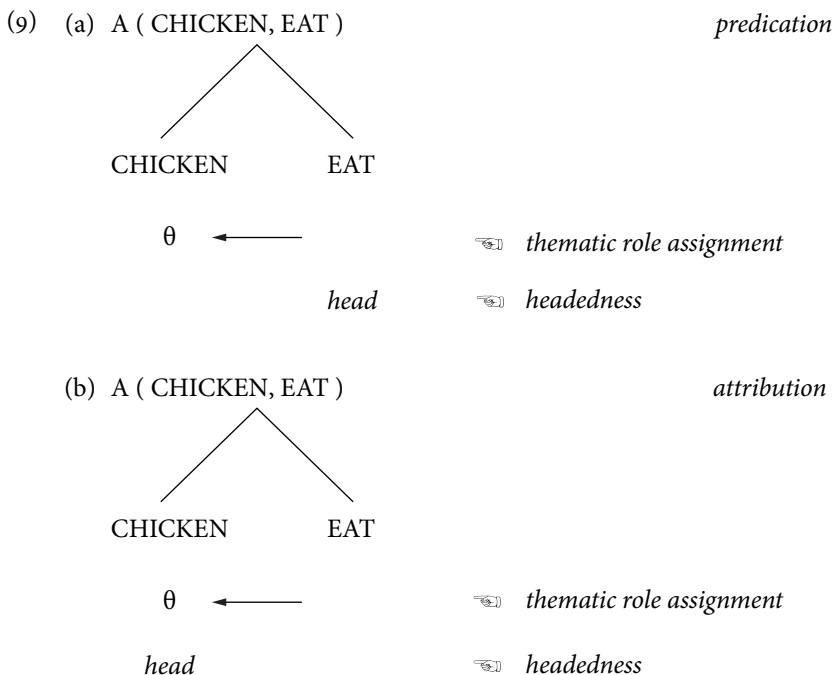 (9) (a) A ( CHICKEN, EAT ) predication
CHICKEN EAT
θ ☜ thematic role assignment
head ☜ headedness
(b) A ( CHICKEN, EAT ) attribution
CHICKEN EAT
θ ☜ thematic role assignment
head ☜ headedness